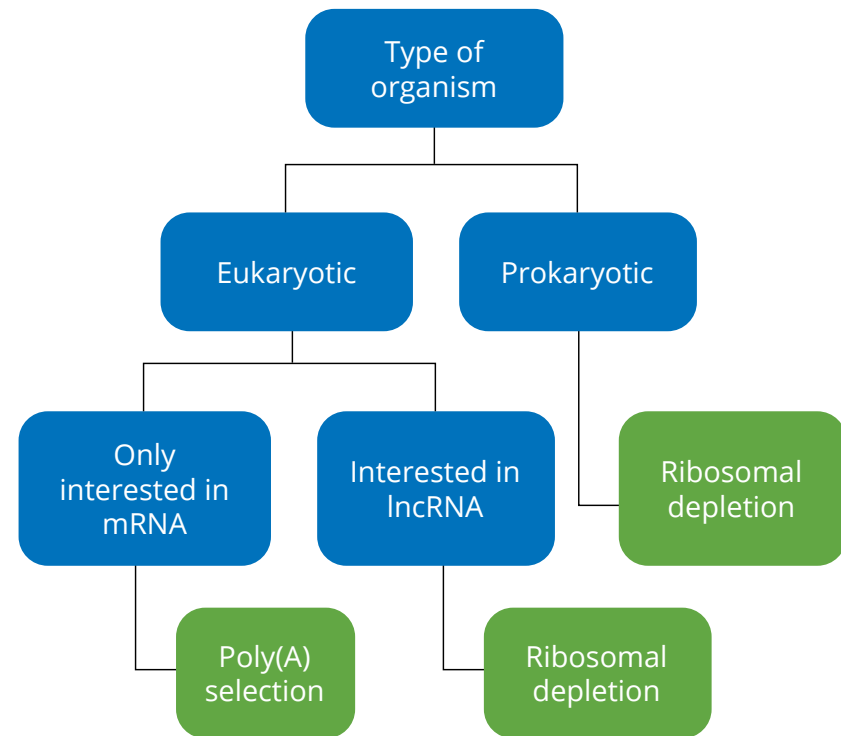 Type of
organism
Eukaryotic
Prokaryotic
Only
interested in
mRNA
Interested in
lncRNA
Ribosomal
depletion
Poly(A)
selection
Ribosomal
depletion